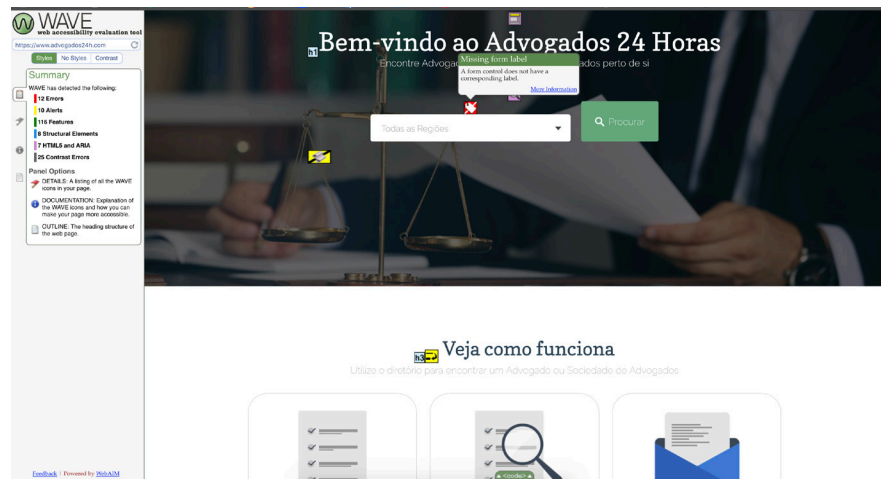 WAVE
web accessibility evaluation tool
https://www.advogados24h.com
Styles No Styles Contrast
Summary
WAVE has detected the following:
12 Errors
10 Alerts
115 Features
8 Structural Elements
7 HTML5 and ARIA
25 Contrast Errors
Panel Options
DETAILS: A listing of all the WAVE
icons in your page.
DOCUMENTATION: Explanation of
the WAVE icons and how you can
make your page more accessible.
OUTLINE: The heading structure of
the web page.
Feedback | Powered by WebAIM
h1 Bem-vindo ao Advogados 24 Horas
Encontre Advoga
ados perto de si
Missing form label
A form control does not have a
corresponding label.
More Information
Todas as Regiões
Procurar
h3 Veja como funciona
Utilize o diretório para encontrar um Advogado ou Sociedade de Advogados
<code>